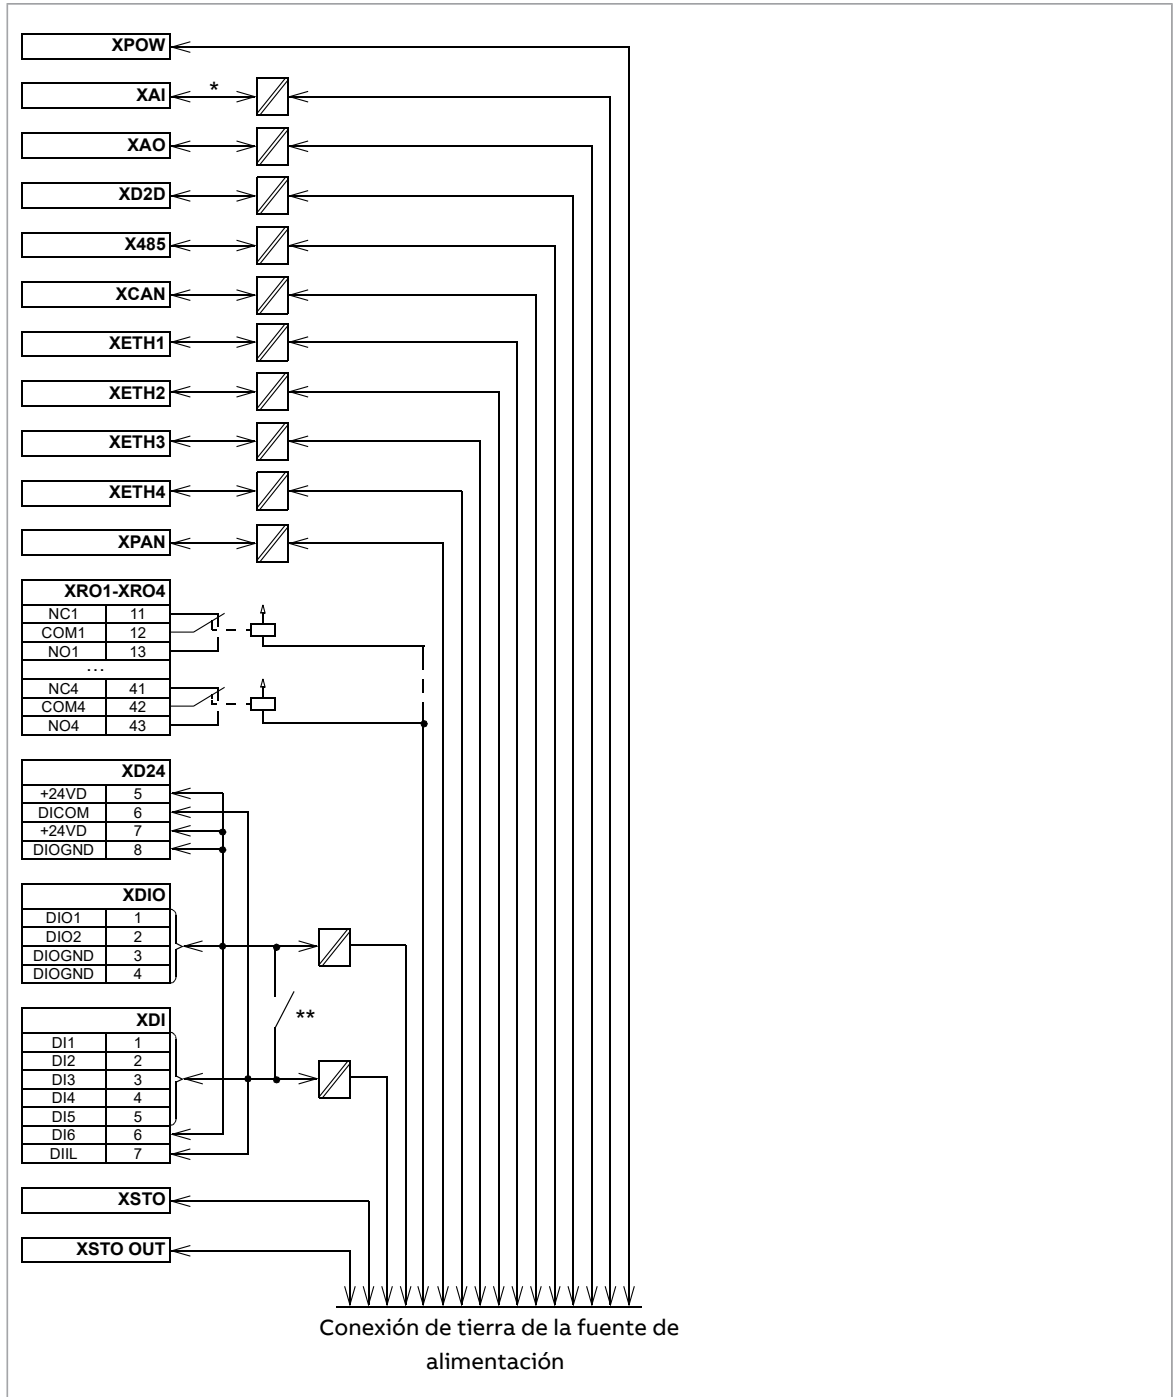 XPOW
XAI
*
XAO
XD2D
X485
XCAN
XETH1
XETH2
XETH3
XETH4
XPAN
XRO1-XRO4
NC1 11
COM1 12
NO1 13
...
NC4 41
COM4 42
NO4 43
XD24
+24VD 5
DICOM 6
+24VD 7
DIOGND 8
XDIO
DIO1 1
DIO2 2
DIOGND 3
DIOGND 4
**
XDI
DI1 1
DI2 2
DI3 3
DI4 4
DI5 5
DI6 6
DIIL 7
XSTO
XSTO OUT
Conexión de tierra de la fuente de
alimentación